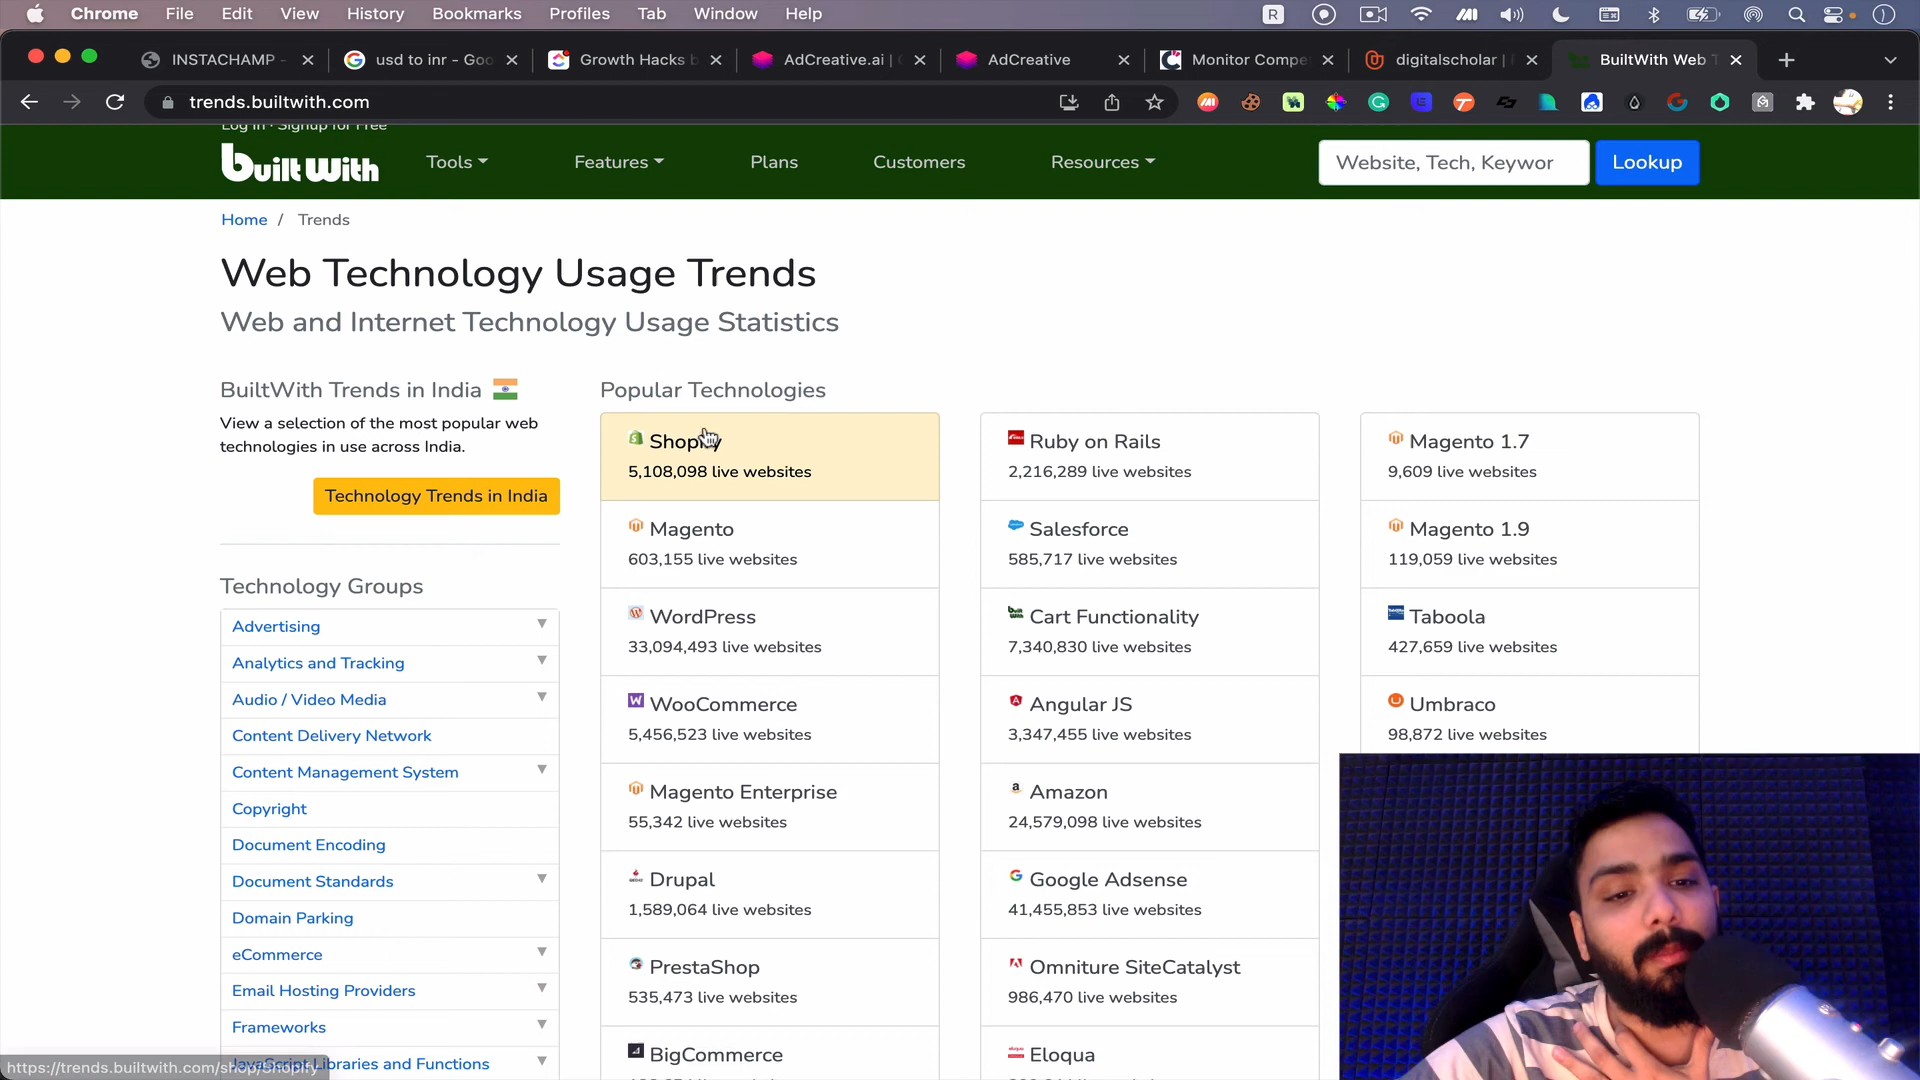 Chrome File Edit View History Bookmarks Profiles Tab Window Help
INSTACHAMP -
usd to inr - Goo
Growth Hacks b
AdCreative.ai | C
AdCreative
Monitor Compe
digitalscholar |
BuiltWith Web T
trends.builtwith.com
Log In · Signup for Free
built with
Tools
Features
Plans
Customers
Resources
Website, Tech, Keywor
Lookup
Home / Trends
Web Technology Usage Trends
Web and Internet Technology Usage Statistics
BuiltWith Trends in India
View a selection of the most popular web
technologies in use across India.
Technology Trends in India
Technology Groups
Advertising
Analytics and Tracking
Audio / Video Media
Content Delivery Network
Content Management System
Copyright
Document Encoding
Document Standards
Domain Parking
eCommerce
Email Hosting Providers
Frameworks
JavaScript Libraries and Functions
Popular Technologies
Shopify
5,108,098 live websites
Magento
603,155 live websites
WordPress
33,094,493 live websites
WooCommerce
5,456,523 live websites
Magento Enterprise
55,342 live websites
Drupal
1,589,064 live websites
PrestaShop
535,473 live websites
BigCommerce
Ruby on Rails
2,216,289 live websites
Salesforce
585,717 live websites
Cart Functionality
7,340,830 live websites
Angular JS
3,347,455 live websites
Amazon
24,579,098 live websites
Google Adsense
41,455,853 live websites
Omniture SiteCatalyst
986,470 live websites
Eloqua
Magento 1.7
9,609 live websites
Magento 1.9
119,059 live websites
Taboola
427,659 live websites
Umbraco
98,872 live websites
https://trends.builtwith.com/shop/Shopify